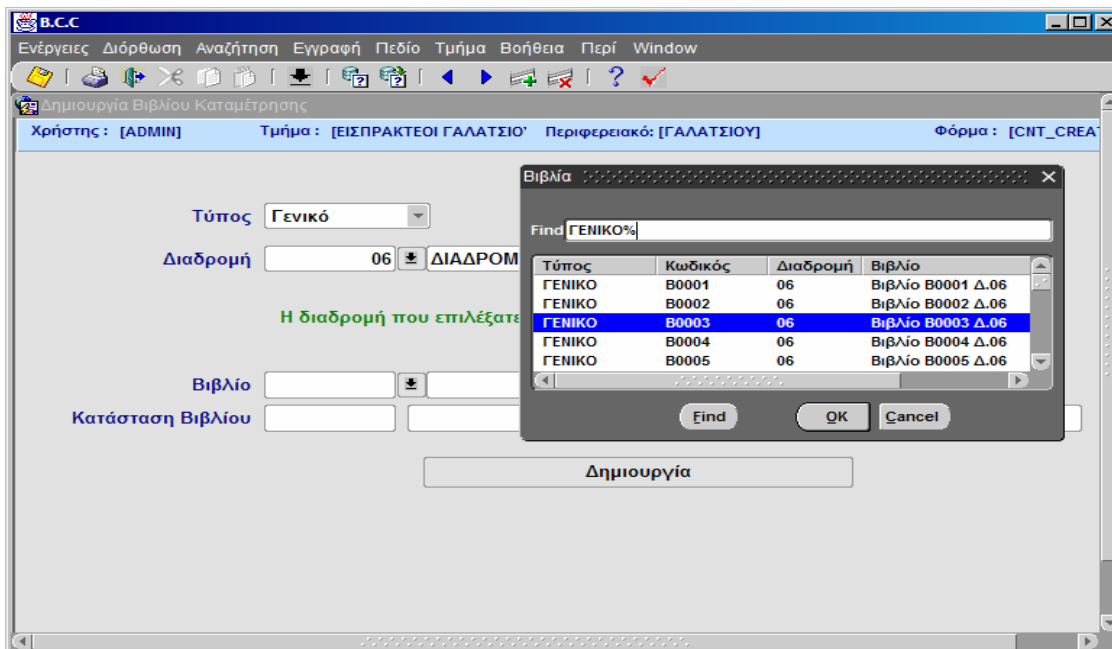 B.C.C
Ενέργειες Διόρθωση Αναζήτηση Εγγραφή Πεδίο Τμήμα Βοήθεια Περί Window
Δημιουργία Βιβλίου Καταμέτρησης
Χρήστης : [ADMIN] Τμήμα : [ΕΙΣΠΡΑΚΤΕΟΙ ΓΑΛΑΤΣΙΟΥ Περιφερειακό: [ΓΑΛΑΤΣΙΟΥ] Φόρμα : [CNT_CREA
Τύπος Γενικό
Διαδρομή 06 ΔΙΑΔΡΟΜ
Η διαδρομή που επιλέξατε
Βιβλίο
Κατάσταση Βιβλίου
Δημιουργία
Βιβλία
Find ΓΕΝΙΚΟ%
Τύπος Κωδικός Διαδρομή Βιβλίο
ΓΕΝΙΚΟ B0001 06 Βιβλίο B0001 Δ.06
ΓΕΝΙΚΟ B0002 06 Βιβλίο B0002 Δ.06
ΓΕΝΙΚΟ B0003 06 Βιβλίο B0003 Δ.06
ΓΕΝΙΚΟ B0004 06 Βιβλίο B0004 Δ.06
ΓΕΝΙΚΟ B0005 06 Βιβλίο B0005 Δ.06
Find OK Cancel